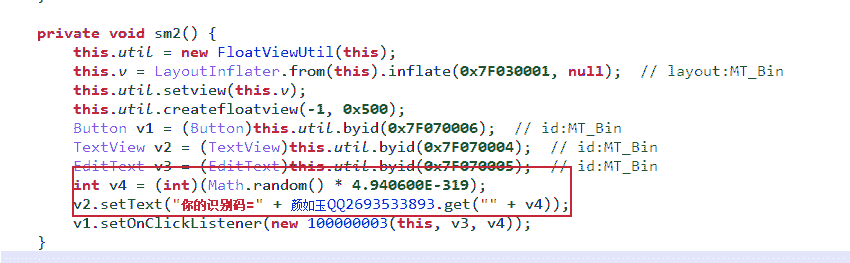 private void sm2() {
this.util = new FloatViewUtil(this);
this.v = LayoutInflater.from(this).inflate(0x7F030001, null);  // layout:MT_Bin
this.util.setview(this.v);
this.util.createfloatview(-1, 0x500);
Button v1 = (Button)this.util.byid(0x7F070006);  // id:MT_Bin
TextView v2 = (TextView)this.util.byid(0x7F070004);  // id:MT_Bin
EditText v3 = (EditText)this.util.byid(0x7F070005);  // id:MT_Bin
int v4 = (int)(Math.random() * 4.940600E-319);
v2.setText("你的识别码=" + 颜如玉QQ2693533893.get("" + v4));
v1.setOnClickListener(new 100000003(this, v3, v4));
}